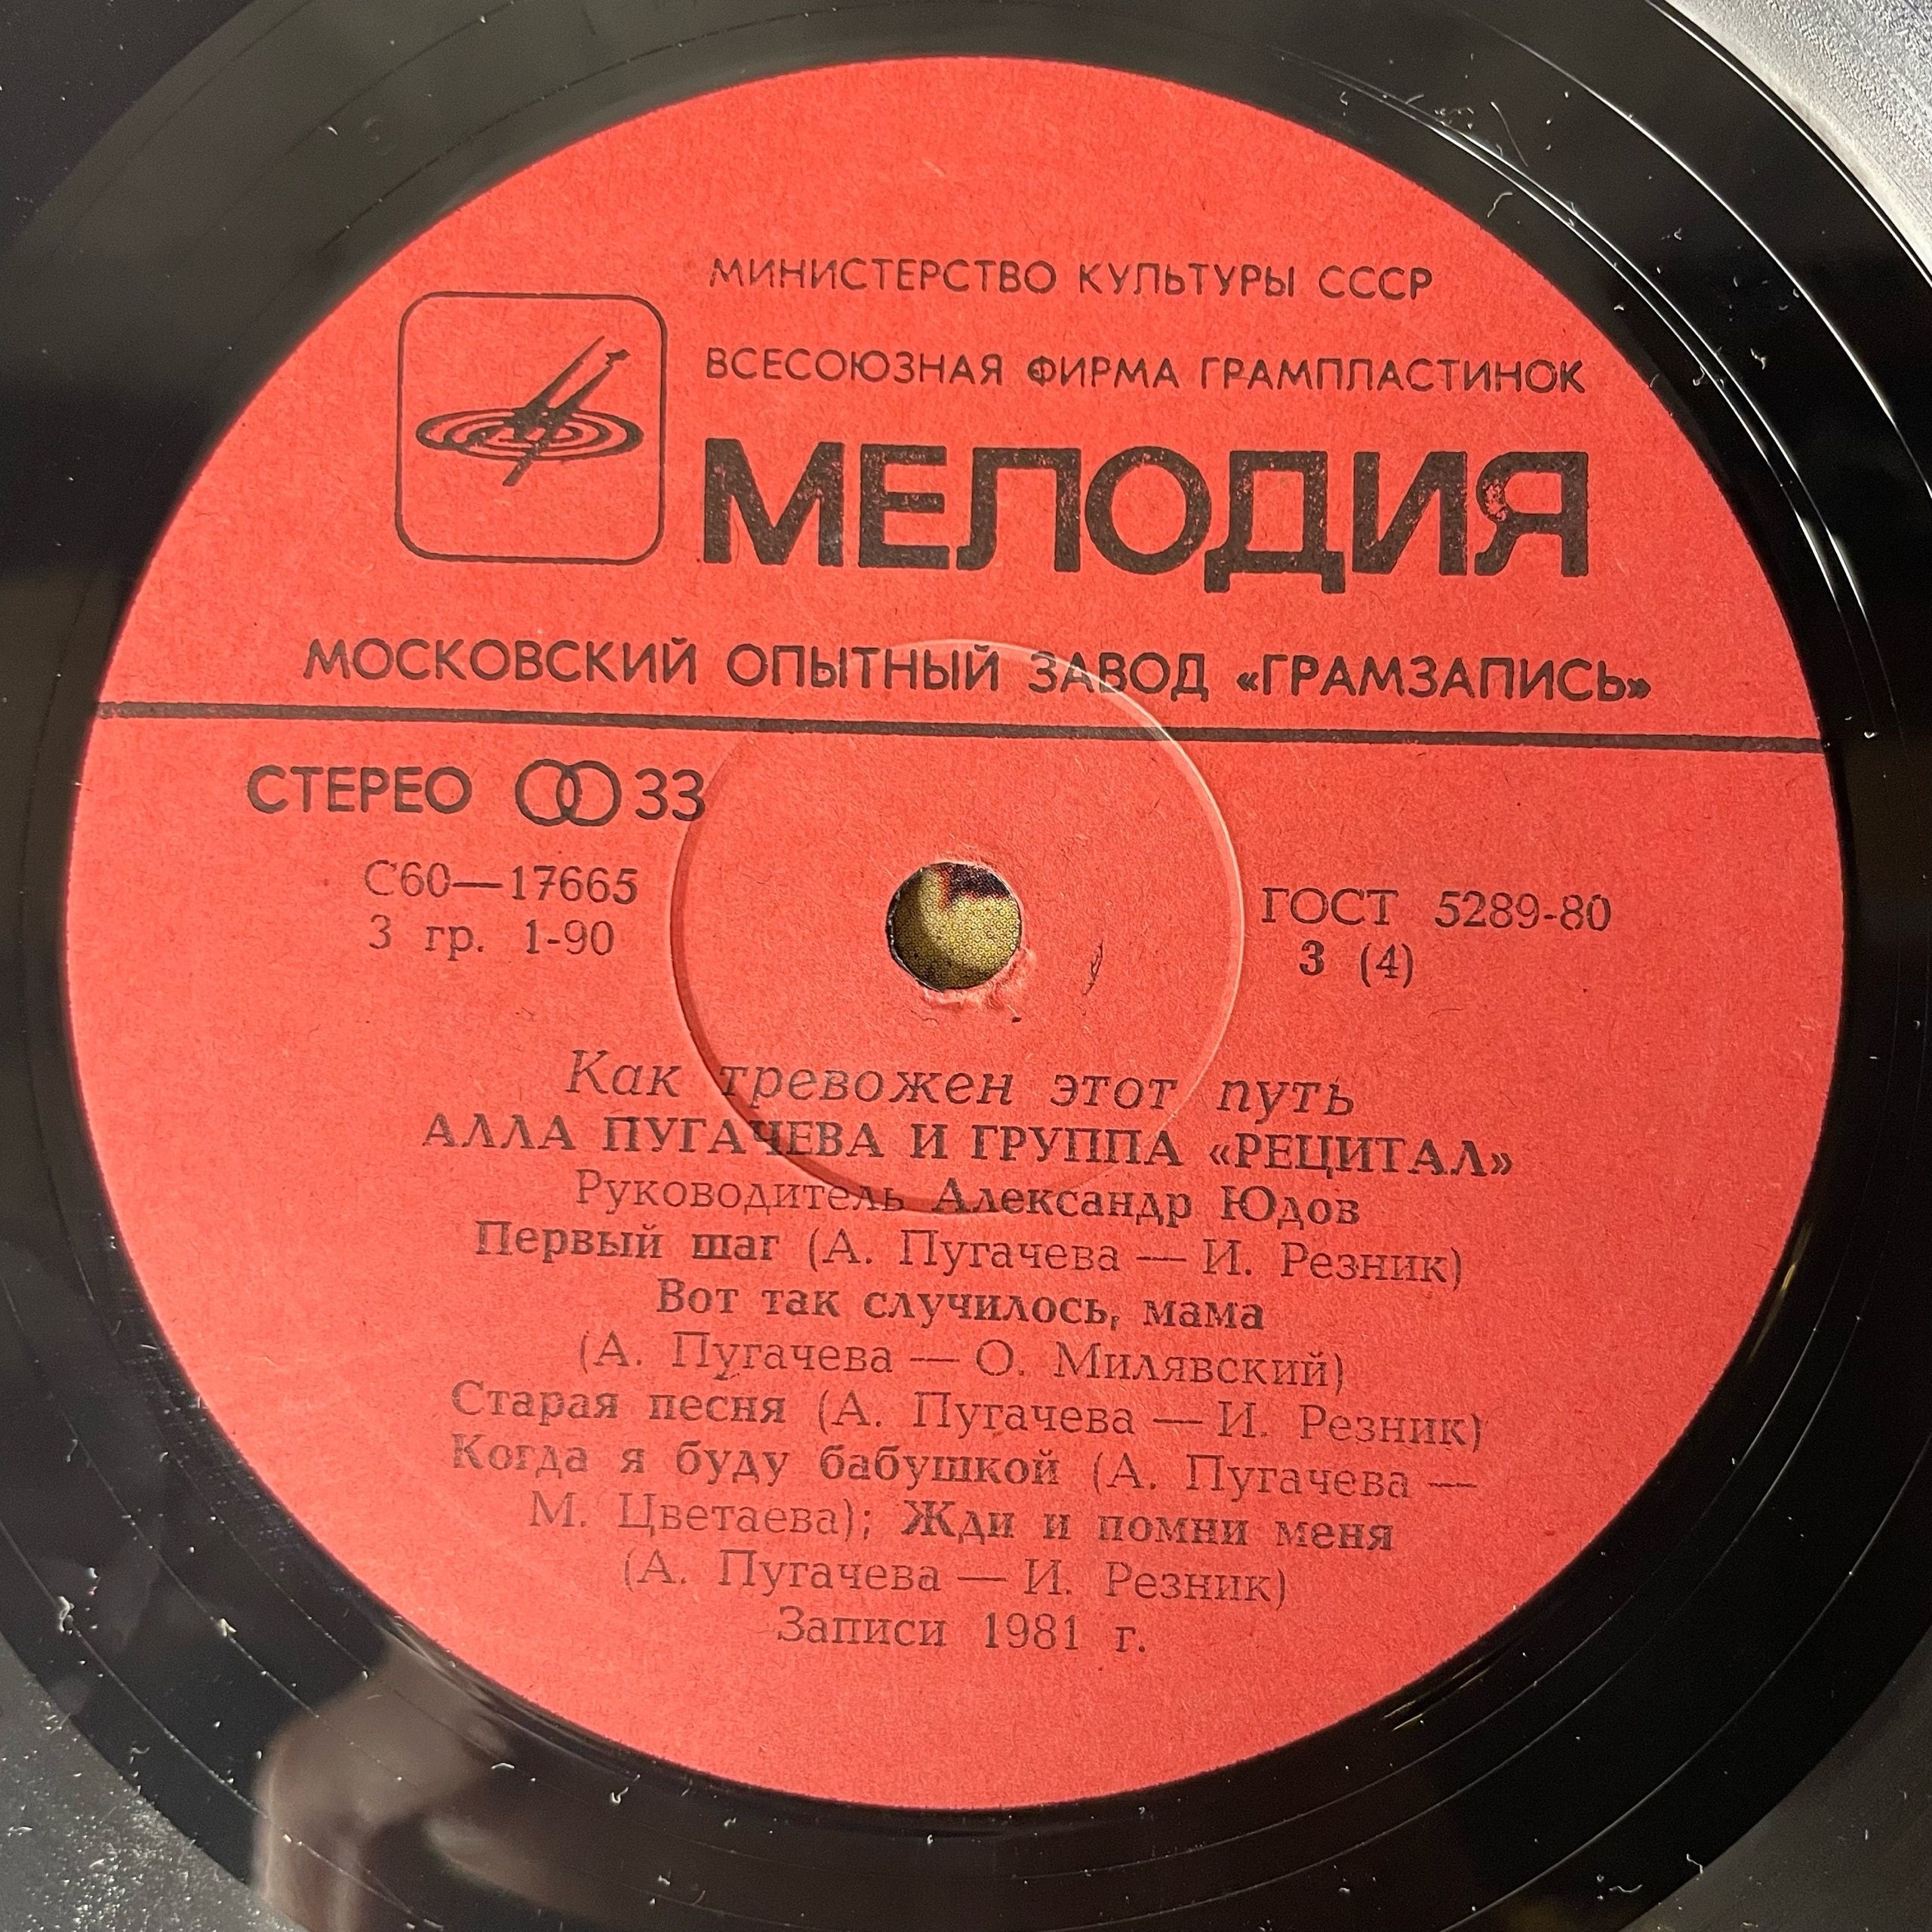 МИНИСТЕРСТВО КУЛЬТУРЫ СССР
ВСЕСОЮЗНАЯ ФИРМА ГРАМПЛАСТИНОК
МЕЛОДИЯ
МОСКОВСКИЙ ОПЫТНЫЙ ЗАВОД «ГРАМЗАПИСЬ»
СТЕРЕО 33
С60—17665
3 гр. 1-90
ГОСТ 5289-80
3 (4)
Как тревожен этот путь
АЛЛА ПУГАЧЕВА И ГРУППА «РЕЦИТАЛ»
Руководитель Александр Юдов
Первый шаг (А. Пугачева — И. Резник)
Вот так случилось, мама
(А. Пугачева — О. Милявский)
Старая песня (А. Пугачева — И. Резник)
Когда я буду бабушкой (А. Пугачева —
М. Цветаева); Жди и помни меня
(А. Пугачева — И. Резник)
Записи 1981 г.